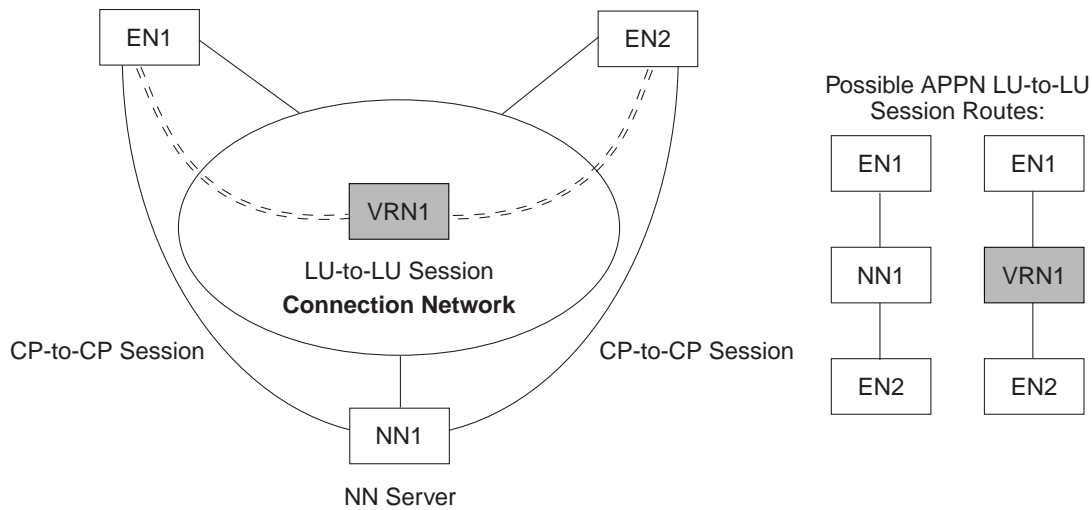 EN1
EN2
VRN1
LU-to-LU Session
Connection Network
CP-to-CP Session
CP-to-CP Session
NN1
NN Server
Possible APPN LU-to-LU
Session Routes:
EN1
EN1
NN1
VRN1
EN2
EN2